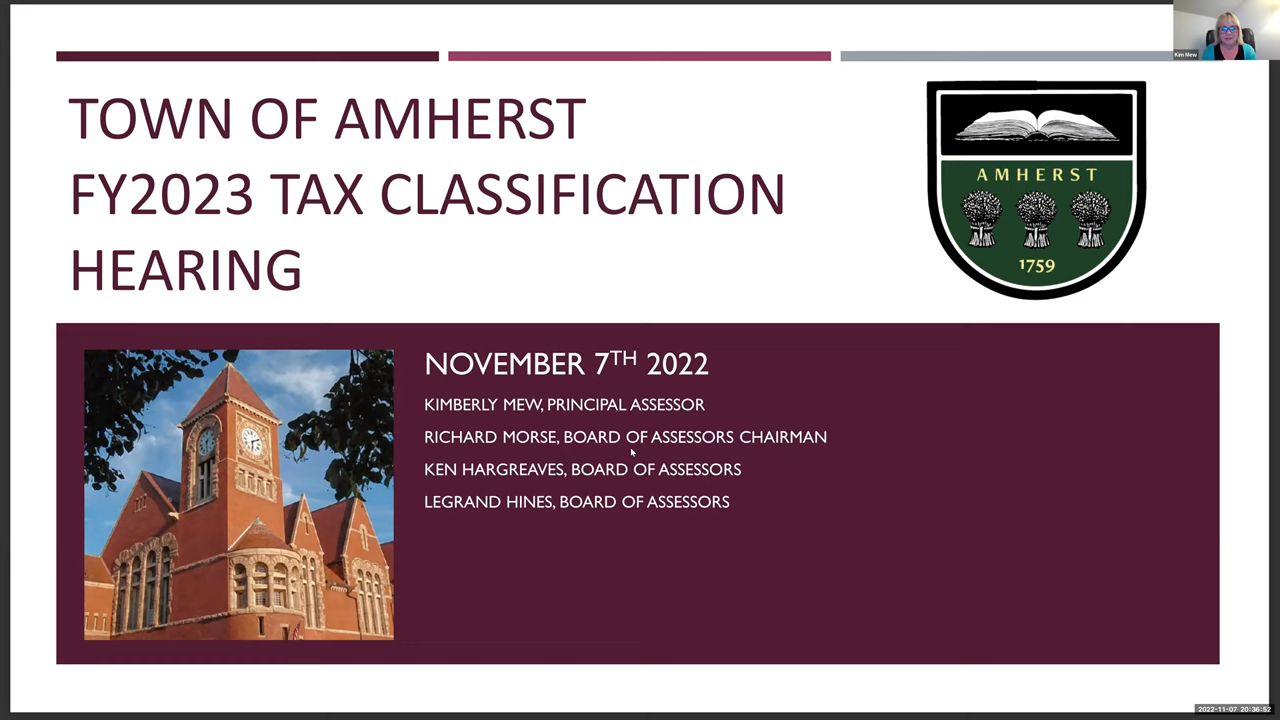 Kim Mew
TOWN OF AMHERST
FY2023 TAX CLASSIFICATION
HEARING
AMHERST
1759
NOVEMBER 7TH 2022
KIMBERLY MEW, PRINCIPAL ASSESSOR
RICHARD MORSE, BOARD OF ASSESSORS CHAIRMAN
KEN HARGREAVES, BOARD OF ASSESSORS
LEGRAND HINES, BOARD OF ASSESSORS
2022-11-07 20:36:52